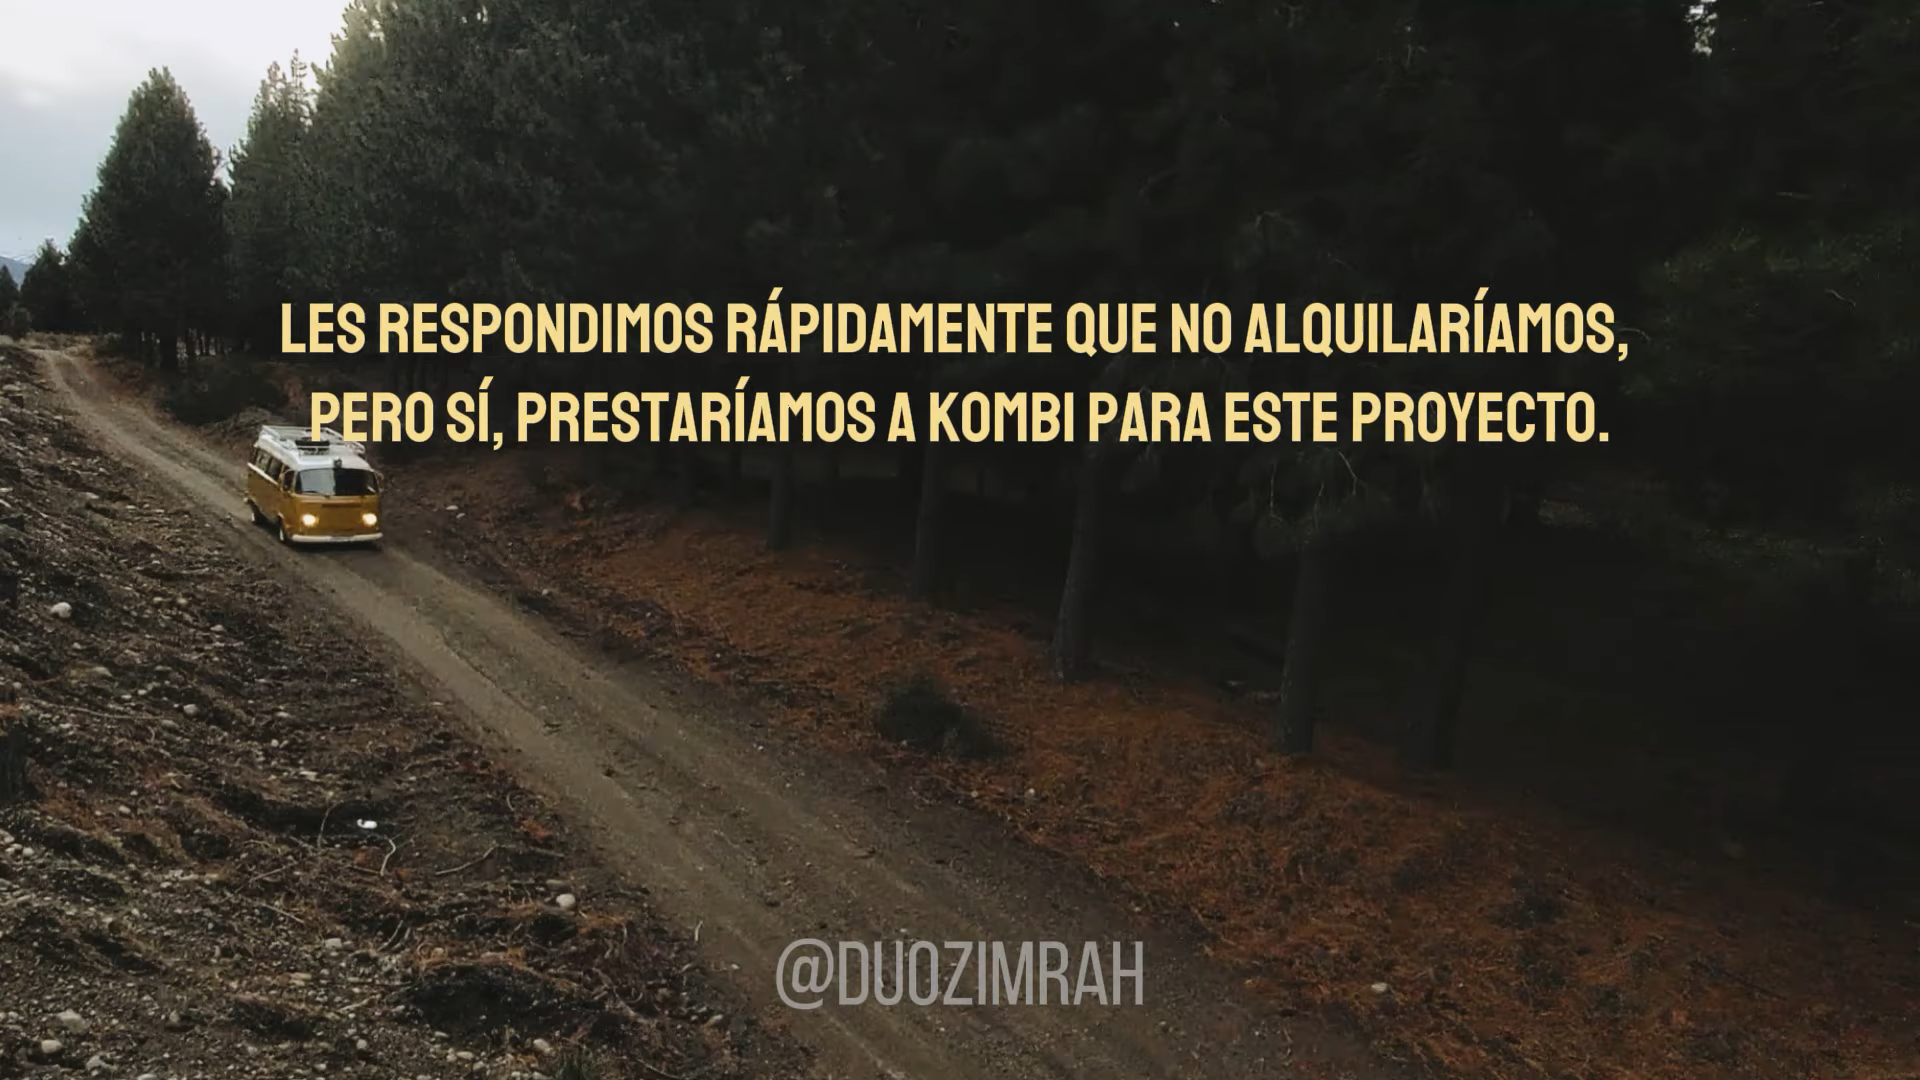 LES RESPONDIMOS RÁPIDAMENTE QUE NO ALQUILARÍAMOS,
PERO SÍ, PRESTARÍAMOS A KOMBI PARA ESTE PROYECTO.
@DUOZIMRAH